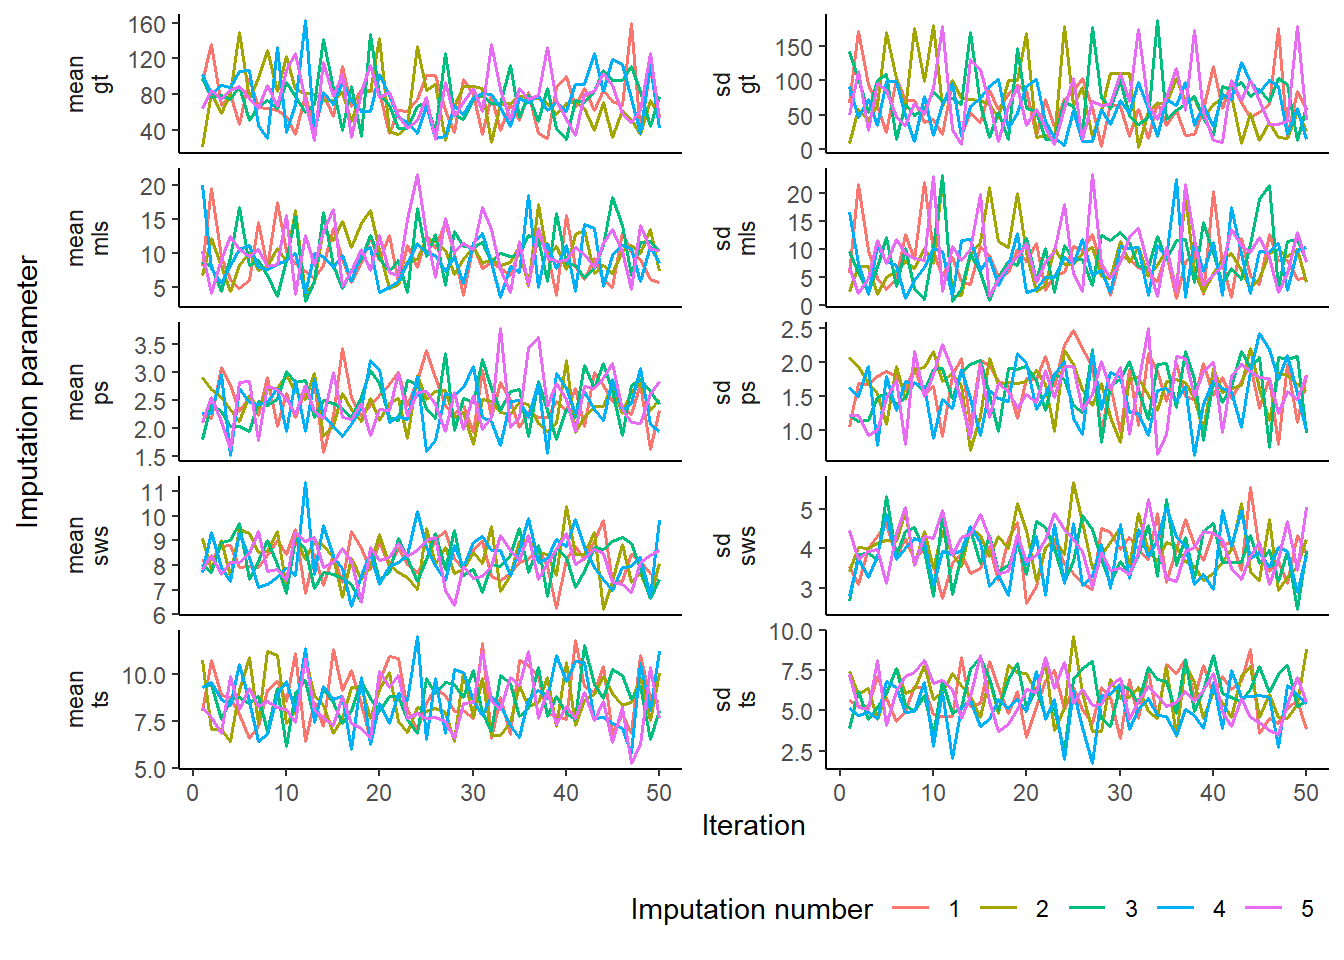 Imputation parameter
mean
gt
160
120
80
40
sd
gt
150
100
50
0
mean
mls
20
15
10
5
sd
mls
20
15
10
5
0
mean
ps
3.5
3.0
2.5
2.0
1.5
sd
ps
2.5
2.0
1.5
1.0
mean
sws
11
10
9
8
7
6
sd
sws
5
4
3
mean
ts
10.0
7.5
5.0
sd
ts
10.0
7.5
5.0
2.5
0 10 20 30 40 50
0 10 20 30 40 50
Iteration
Imputation number 1 2 3 4 5